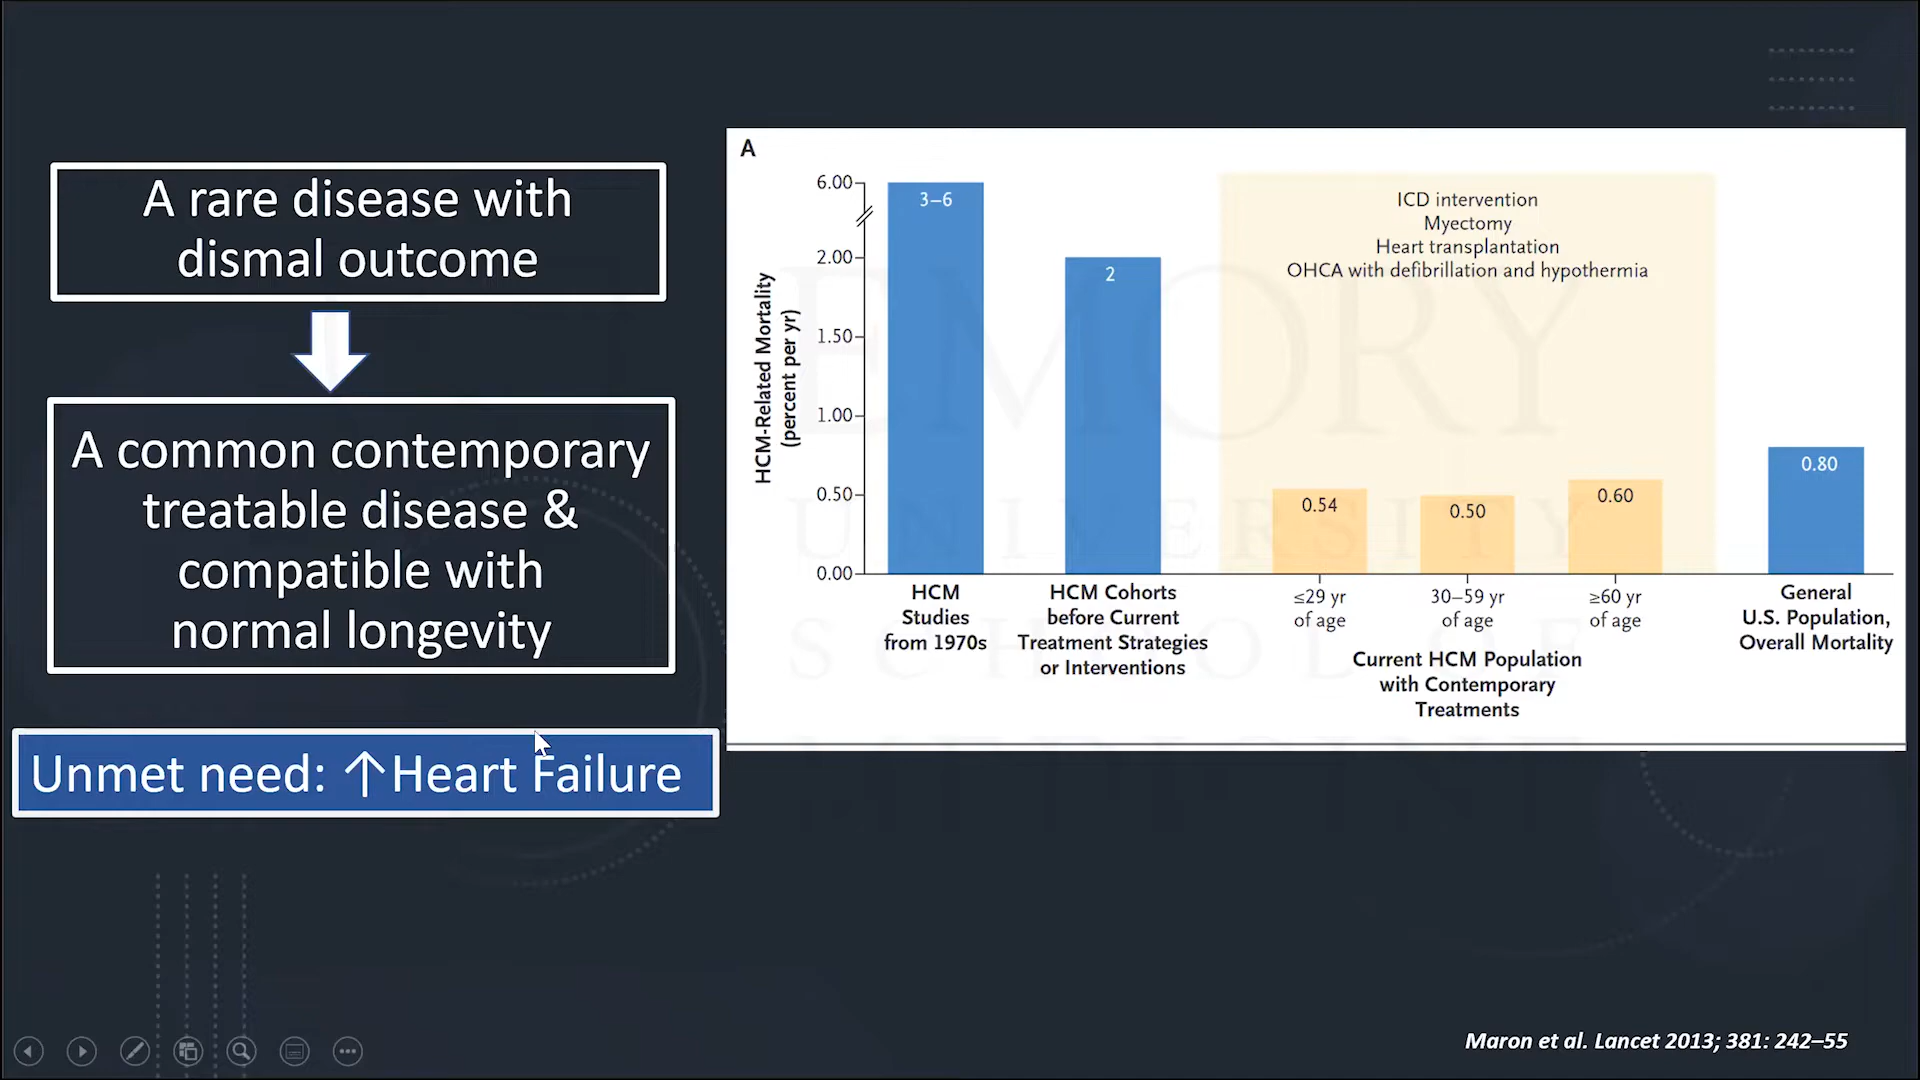 A rare disease with
dismal outcome
A common contemporary
treatable disease &
compatible with
normal longevity
Unmet need: ↑Heart Failure
A
HCM-Related Mortality
(percent per yr)
6.00
2.00
1.50
1.00
0.50
0.00
3–6
2
ICD intervention
Myectomy
Heart transplantation
OHCA with defibrillation and hypothermia
0.54
0.50
0.60
0.80
HCM
Studies
from 1970s
HCM Cohorts
before Current
Treatment Strategies
or Interventions
≤29 yr
of age
30–59 yr
of age
≥60 yr
of age
Current HCM Population
with Contemporary
Treatments
General
U.S. Population,
Overall Mortality
EMORY
UNIVERSITY
SCHOOL OF
Maron et al. Lancet 2013; 381: 242–55